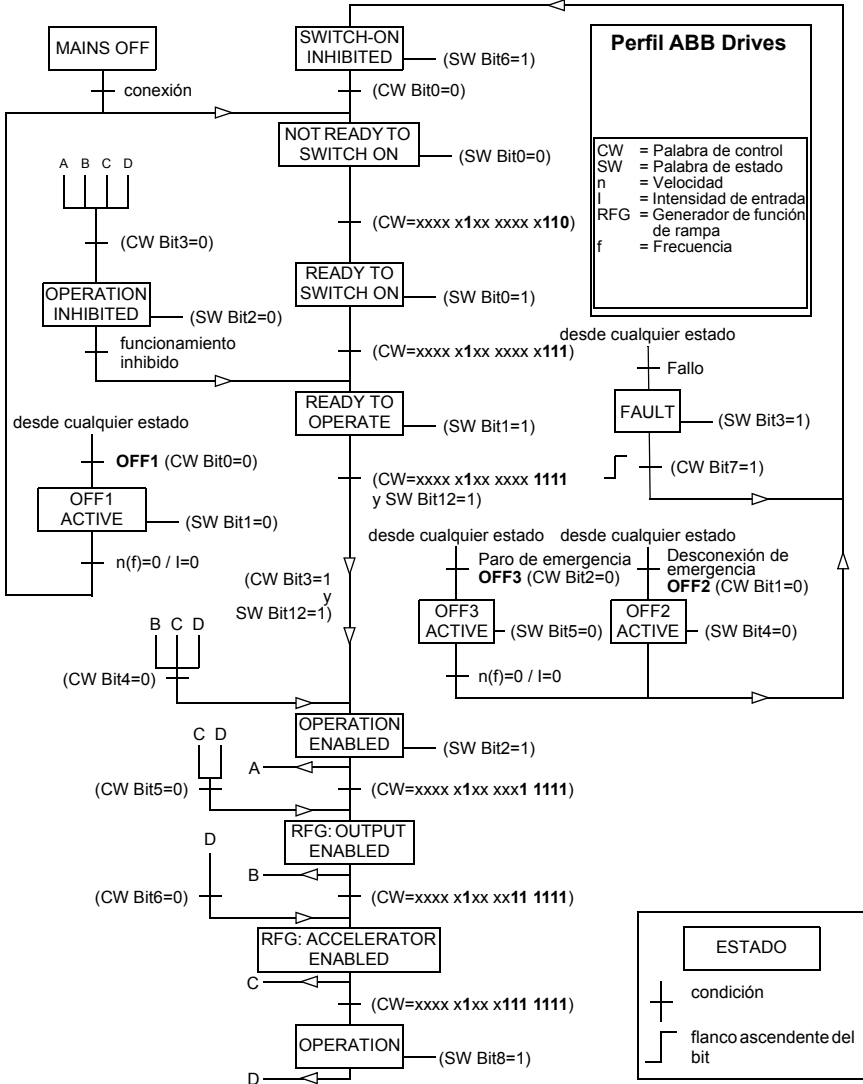 MAINS OFF
conexión
SWITCH-ON
INHIBITED
(SW Bit6=1)
(CW Bit0=0)
NOT READY TO
SWITCH ON
(SW Bit0=0)
A B C D
(CW Bit3=0)
(CW=xxxx x1xx xxxx x110)
OPERATION
INHIBITED
(SW Bit2=0)
funcionamiento
inhibido
READY TO
SWITCH ON
(SW Bit0=1)
(CW=xxxx x1xx xxxx x111)
READY TO
OPERATE
(SW Bit1=1)
(CW=xxxx x1xx xxxx 1111
y SW Bit12=1)
Perfil ABB Drives
CW = Palabra de control
SW = Palabra de estado
n = Velocidad
I = Intensidad de entrada
RFG = Generador de función
de rampa
f = Frecuencia
desde cualquier estado
Fallo
FAULT
(SW Bit3=1)
(CW Bit7=1)
desde cualquier estado
OFF1 (CW Bit0=0)
OFF1
ACTIVE
(SW Bit1=0)
n(f)=0 / I=0
(CW Bit3=1
y
SW Bit12=1)
desde cualquier estado
Paro de emergencia
OFF3 (CW Bit2=0)
OFF3
ACTIVE
(SW Bit5=0)
n(f)=0 / I=0
desde cualquier estado
Desconexión de
emergencia
OFF2 (CW Bit1=0)
OFF2
ACTIVE
(SW Bit4=0)
B C D
(CW Bit4=0)
OPERATION
ENABLED
(SW Bit2=1)
A
C D
(CW Bit5=0)
(CW=xxxx x1xx xxx1 1111)
RFG: OUTPUT
ENABLED
B
D
(CW Bit6=0)
(CW=xxxx x1xx xx11 1111)
RFG: ACCELERATOR
ENABLED
C
(CW=xxxx x1xx x111 1111)
OPERATION
(SW Bit8=1)
D
ESTADO
condición
flanco ascendente del
bit